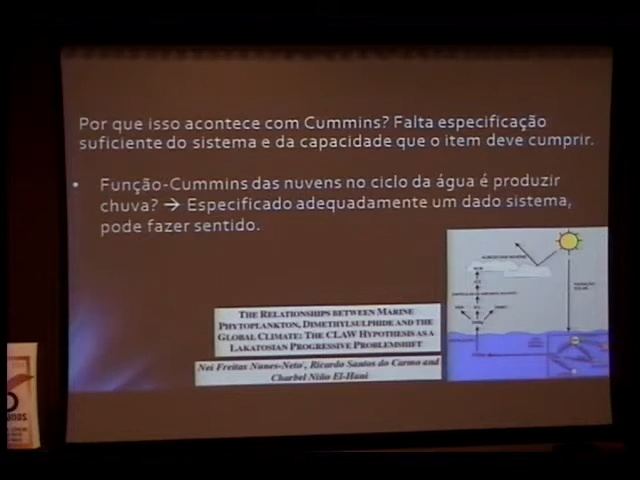 Por que isso acontece com Cummins? Falta especificação
suficiente do sistema e da capacidade que o item deve cumprir.
• Função-Cummins das nuvens no ciclo da água é produzir
chuva? → Especificado adequadamente um dado sistema,
pode fazer sentido.
THE RELATIONSHIPS BETWEEN MARINE
PHYTOPLANKTON, DIMETHYLSULPHIDE AND THE
GLOBAL CLIMATE: THE CLAW HYPOTHESIS AS A
LAKATOSIAN PROGRESSIVE PROBLEMSHIFT
Nei Freitas Nunes-Neto*, Ricardo Santos do Carmo and
Charbel Niño El-Hani